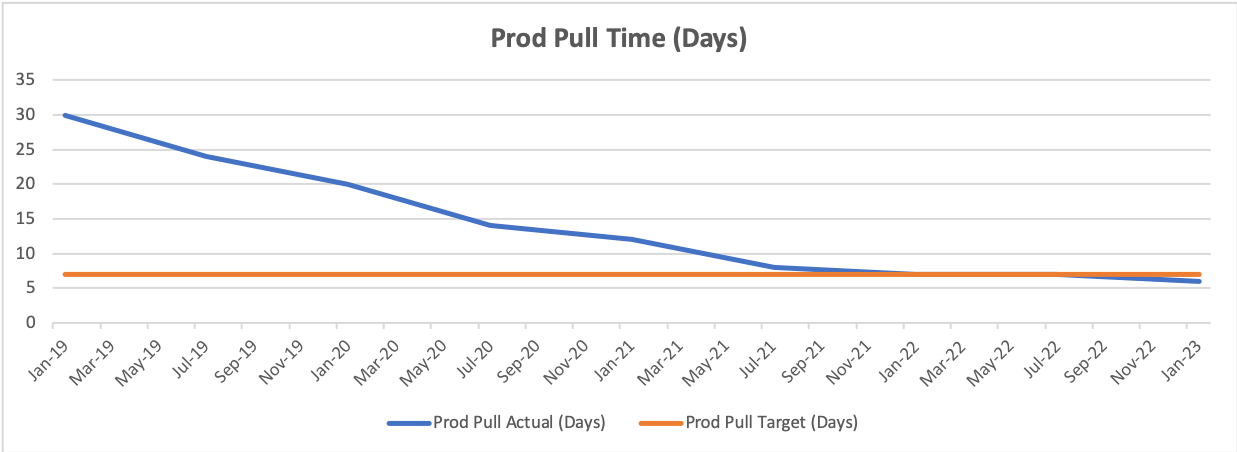 Prod Pull Time (Days)
35
30
25
20
15
10
5
0
Jan-19
Mar-19
May-19
Jul-19
Sep-19
Nov-19
Jan-20
Mar-20
May-20
Jul-20
Sep-20
Nov-20
Jan-21
Mar-21
May-21
Jul-21
Sep-21
Nov-21
Jan-22
Mar-22
May-22
Jul-22
Sep-22
Nov-22
Jan-23
Prod Pull Actual (Days)
Prod Pull Target (Days)